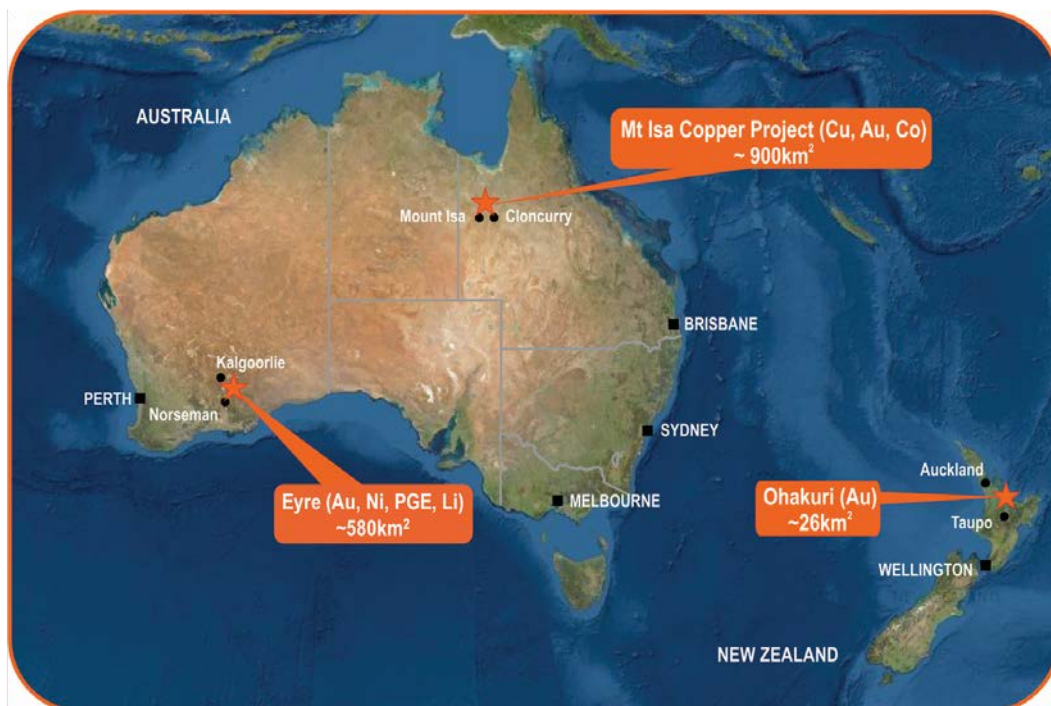 AUSTRALIA
Mt Isa Copper Project (Cu, Au, Co)
~ 900km²
Mount Isa
Cloncurry
BRISBANE
Kalgoorlie
PERTH
Norseman
SYDNEY
Auckland
Eyre (Au, Ni, PGE, Li)
~580km²
MELBOURNE
Ohakuri (Au)
~26km²
Taupo
WELLINGTON
NEW ZEALAND